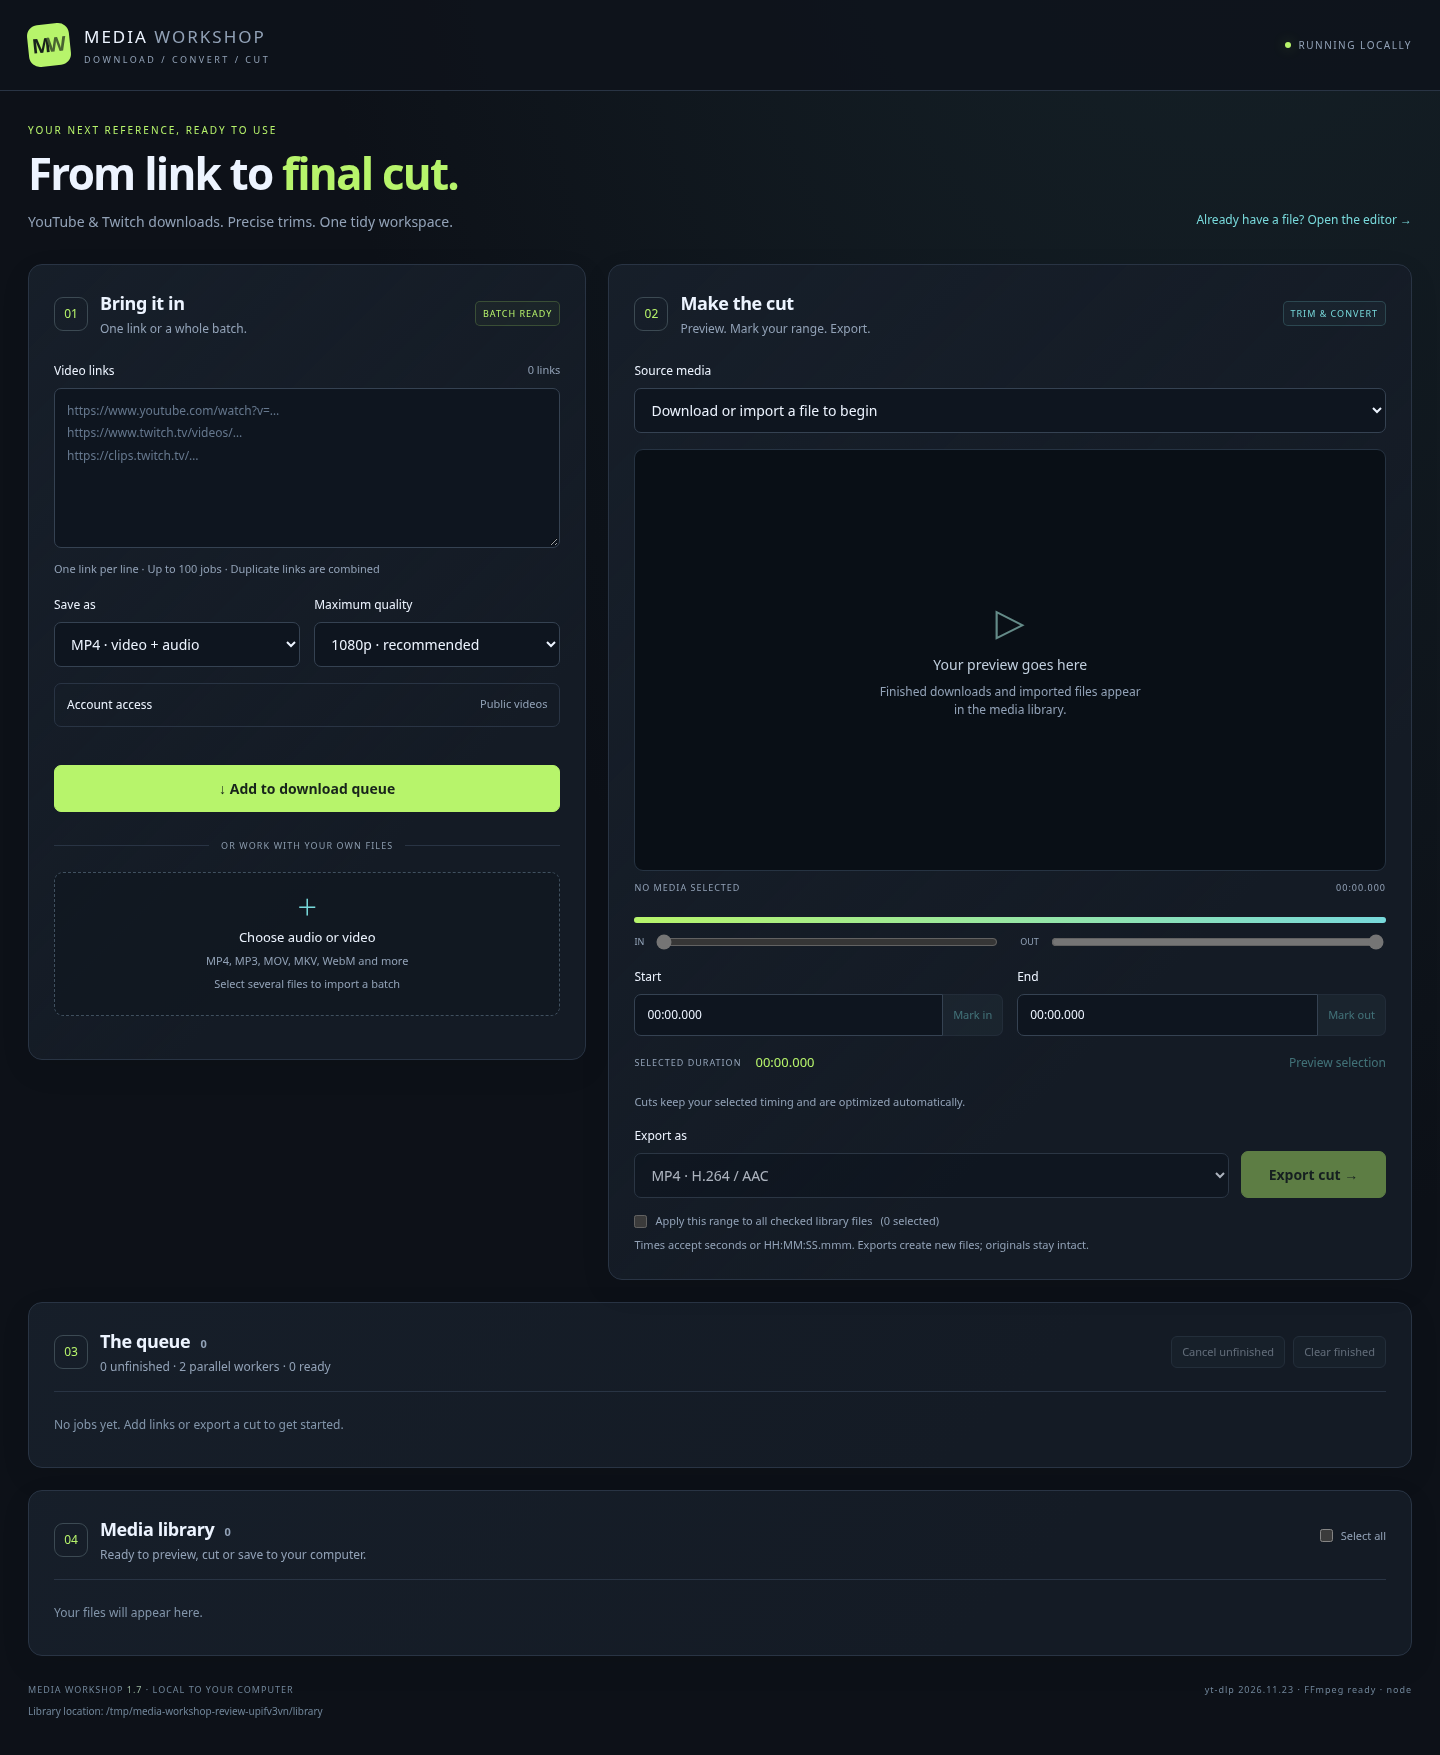 MW
MEDIA WORKSHOP
DOWNLOAD / CONVERT / CUT
RUNNING LOCALLY
YOUR NEXT REFERENCE, READY TO USE
From link to final cut.
YouTube & Twitch downloads. Precise trims. One tidy workspace.
Already have a file? Open the editor →
01
Bring it in
One link or a whole batch.
BATCH READY
Video links
0 links
https://www.youtube.com/watch?v=...
https://www.twitch.tv/videos/...
https://clips.twitch.tv/...
One link per line · Up to 100 jobs · Duplicate links are combined
Save as
Maximum quality
MP4 · video + audio
1080p · recommended
Account access
Public videos
↓ Add to download queue
OR WORK WITH YOUR OWN FILES
Choose audio or video
MP4, MP3, MOV, MKV, WebM and more
Select several files to import a batch
02
Make the cut
Preview. Mark your range. Export.
TRIM & CONVERT
Source media
Download or import a file to begin
Your preview goes here
Finished downloads and imported files appear
in the media library.
NO MEDIA SELECTED
00:00.000
IN
OUT
Start
End
00:00.000
Mark in
00:00.000
Mark out
SELECTED DURATION 00:00.000
Preview selection
Cuts keep your selected timing and are optimized automatically.
Export as
MP4 · H.264 / AAC
Export cut →
Apply this range to all checked library files (0 selected)
Times accept seconds or HH:MM:SS.mmm. Exports create new files; originals stay intact.
03
The queue 0
0 unfinished · 2 parallel workers · 0 ready
Cancel unfinished
Clear finished
No jobs yet. Add links or export a cut to get started.
04
Media library 0
Ready to preview, cut or save to your computer.
Select all
Your files will appear here.
MEDIA WORKSHOP 1.7 · LOCAL TO YOUR COMPUTER
yt-dlp 2026.11.23 · FFmpeg ready · node
Library location: /tmp/media-workshop-review-upifv3vn/library